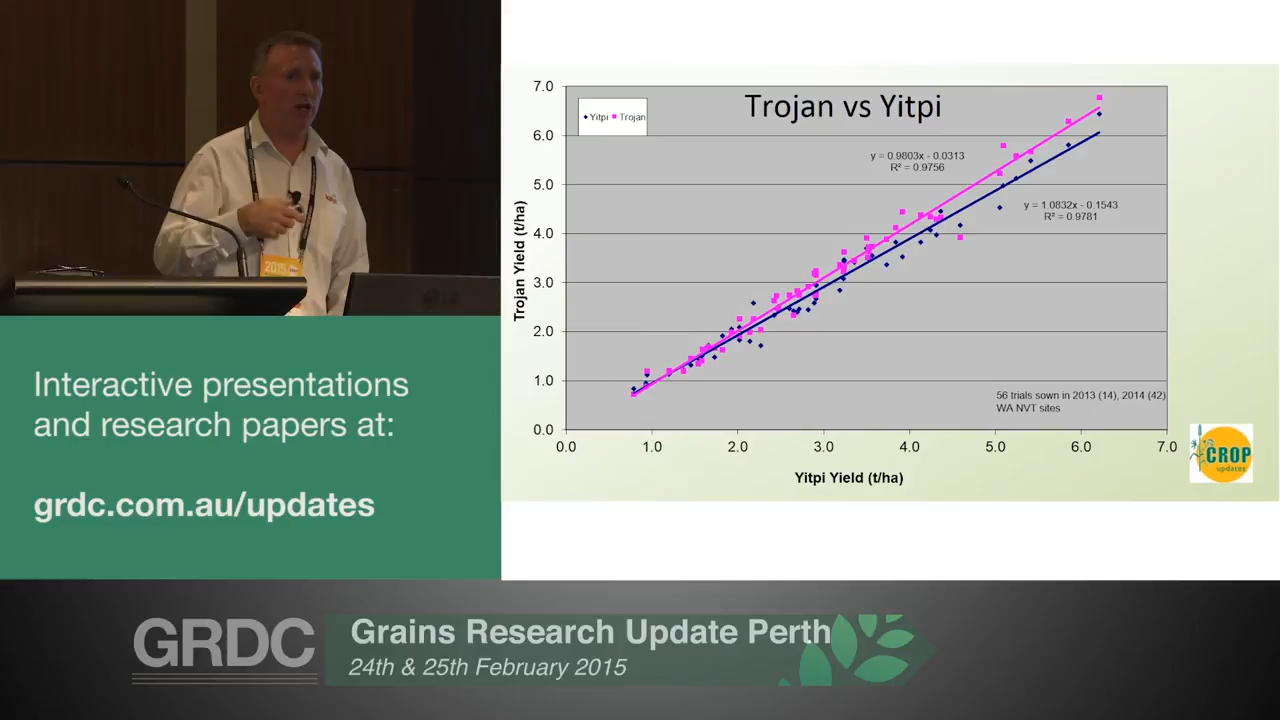 2015
LG
Interactive presentations
and research papers at:
grdc.com.au/updates
Trojan vs Yitpi
Yitpi Trojan
y = 0.9803x - 0.0313
R² = 0.9756
y = 1.0832x - 0.1543
R² = 0.9781
Trojan Yield (t/ha)
7.0
6.0
5.0
4.0
3.0
2.0
1.0
0.0
56 trials sown in 2013 (14), 2014 (42)
WA NVT sites
0.0 1.0 2.0 3.0 4.0 5.0 6.0 7.0
Yitpi Yield (t/ha)
CROP
updates
GRDC
Grains Research Update Perth
24th & 25th February 2015